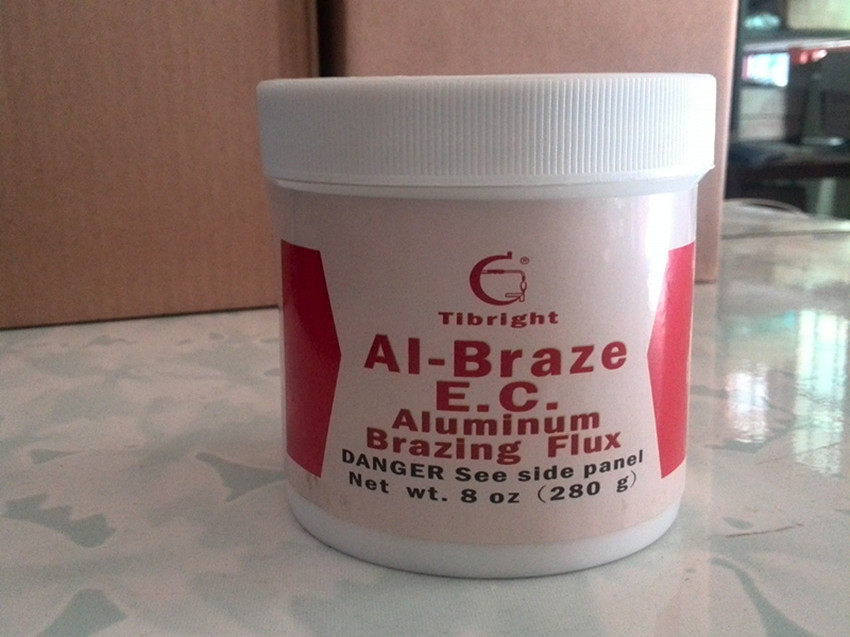 ®
Tibright
Al-Braze
E.C.
Aluminum
Brazing Flux
DANGER See side panel
Net wt. 8 oz (280 g)